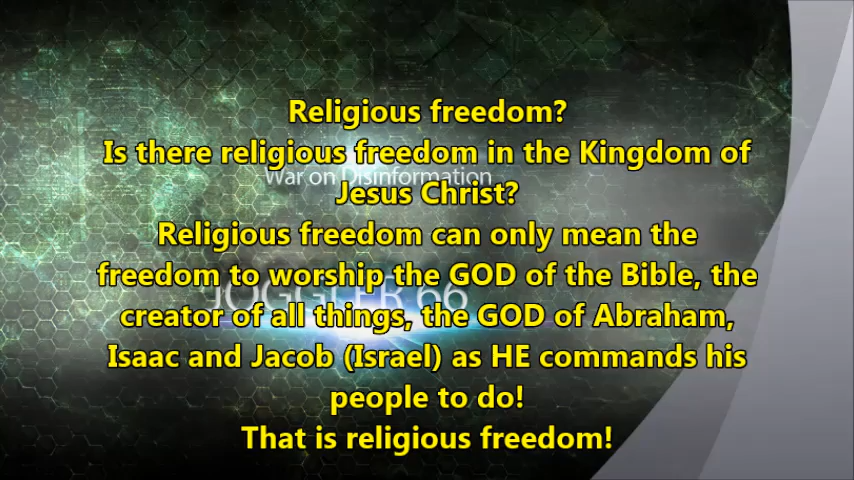 Religious freedom?
Is there religious freedom in the Kingdom of
War on Disinformation
Jesus Christ?
Religious freedom can only mean the
freedom to worship the GOD of the Bible, the
JOGGLER 66
creator of all things, the GOD of Abraham,
Isaac and Jacob (Israel) as HE commands his
people to do!
That is religious freedom!